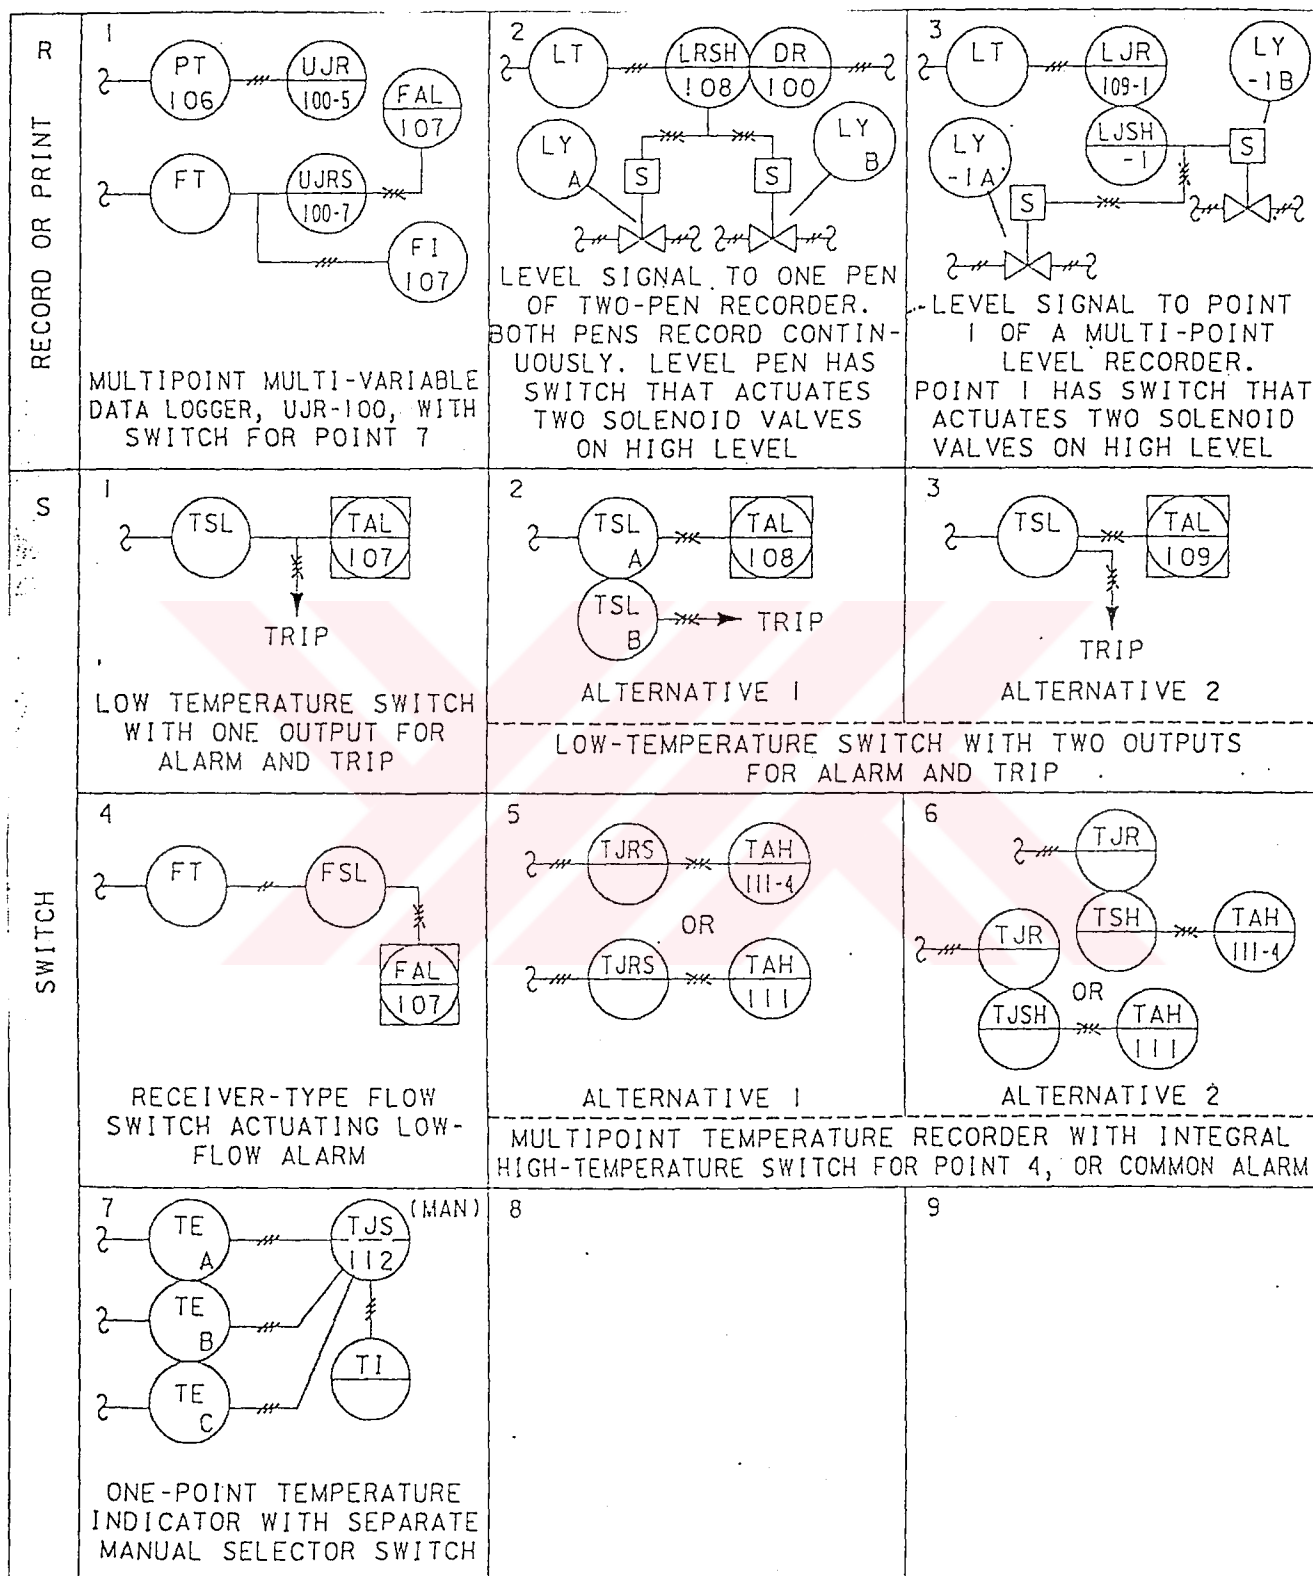 R
RECORD OR PRINT
1
PT
106
UJR
100-5
FAL
107
FT
UJRS
100-7
FI
107
MULTIPOINT MULTI-VARIABLE
DATA LOGGER, UJR-100, WITH
SWITCH FOR POINT 7
2
LT
LRSH
108
DR
100
LY
A
S
S
LY
B
LEVEL SIGNAL TO ONE PEN
OF TWO-PEN RECORDER.
BOTH PENS RECORD CONTIN-
UOUSLY. LEVEL PEN HAS
SWITCH THAT ACTUATES
TWO SOLENOID VALVES
ON HIGH LEVEL
3
LT
LJR
109-1
LY
-1B
LJSH
-1
S
LY
-1A
S
LEVEL SIGNAL TO POINT
1 OF A MULTI-POINT
LEVEL RECORDER.
POINT 1 HAS SWITCH THAT
ACTUATES TWO SOLENOID
VALVES ON HIGH LEVEL
S
SWITCH
1
TSL
TAL
107
TRIP
LOW TEMPERATURE SWITCH
WITH ONE OUTPUT FOR
ALARM AND TRIP
2
TSL
A
TAL
108
TSL
B
TRIP
ALTERNATIVE 1
3
TSL
TAL
109
TRIP
ALTERNATIVE 2
LOW-TEMPERATURE SWITCH WITH TWO OUTPUTS
FOR ALARM AND TRIP
4
FT
FSL
FAL
107
RECEIVER-TYPE FLOW
SWITCH ACTUATING LOW-
FLOW ALARM
5
TJRS
TAH
111-4
OR
TJRS
TAH
111
ALTERNATIVE 1
6
TJR
TSH
TAH
111-4
TJR
OR
TJSH
TAH
111
ALTERNATIVE 2
MULTIPOINT TEMPERATURE RECORDER WITH INTEGRAL
HIGH-TEMPERATURE SWITCH FOR POINT 4, OR COMMON ALARM
7
TE
A
TJS
112
(MAN)
TE
B
TI
TE
C
ONE-POINT TEMPERATURE
INDICATOR WITH SEPARATE
MANUAL SELECTOR SWITCH
8
9